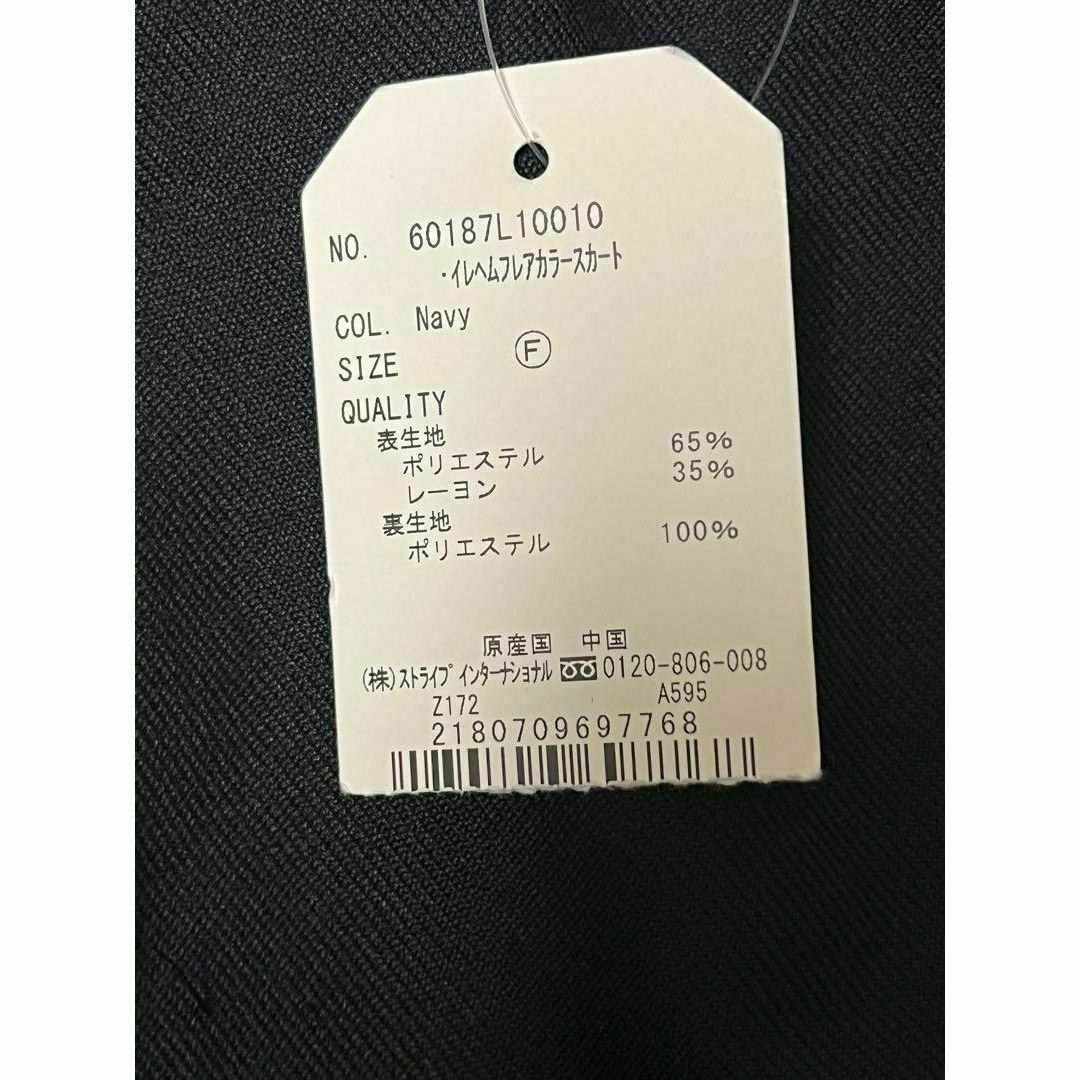 NO. 60187L10010
・イレヘムフレアカラースカート
COL. Navy
SIZE F
QUALITY
表生地
ポリエステル 65%
レーヨン 35%
裏生地
ポリエステル 100%
原産国 中国
(株)ストライプ インターナショナル 0120-806-008
Z172 A595
2180709697768